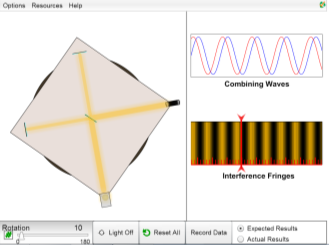 Options Resources Help
Combining Waves
Interference Fringes
Rotation 10
0 180
Light Off
Reset All
Record Data
Expected Results
Actual Results